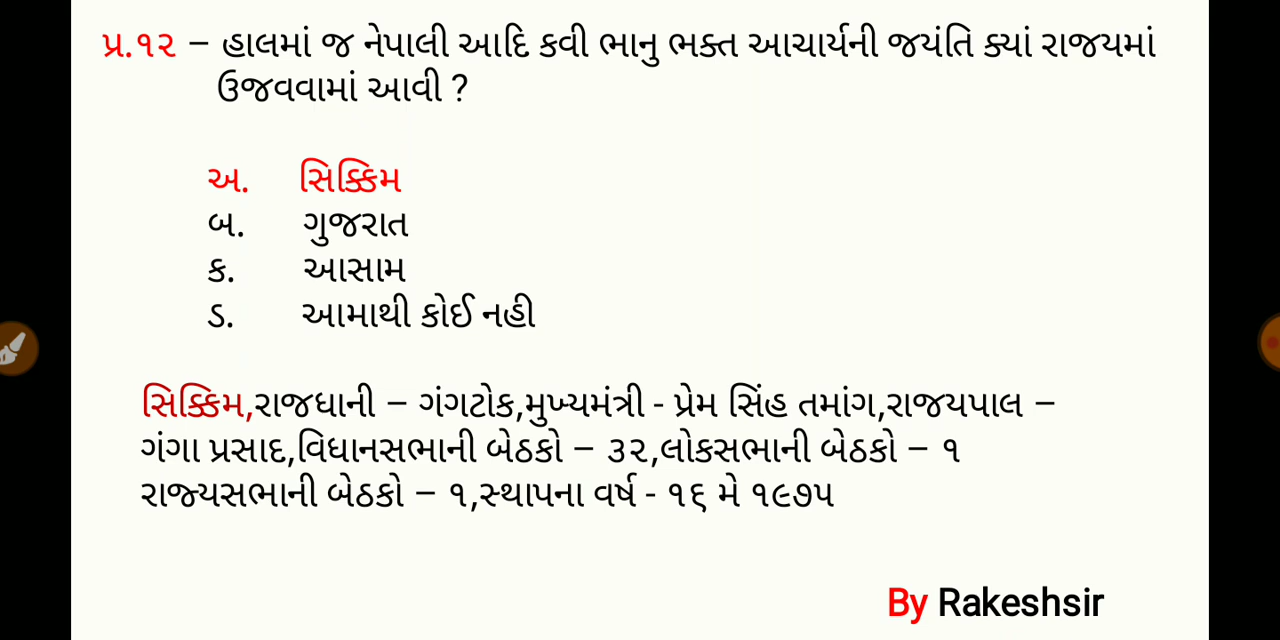 પ્ર.૧૨ – હાલમાં જ નેપાલી આદિ કવી ભાનુ ભક્ત આચાર્યની જયંતિ ક્યાં રાજયમાં
ઉજવવામાં આવી ?
અ. સિક્કિમ
બ. ગુજરાત
ક. આસામ
ડ. આમાથી કોઈ નહી
સિક્કિમ,રાજધાની – ગંગટોક,મુખ્યમંત્રી - પ્રેમ સિંહ તમાંગ,રાજયપાલ –
ગંગા પ્રસાદ,વિધાનસભાની બેઠકો – ૩૨,લોકસભાની બેઠકો – ૧
રાજ્યસભાની બેઠકો – ૧,સ્થાપના વર્ષ - ૧૬ મે ૧૯૭૫
By Rakeshsir